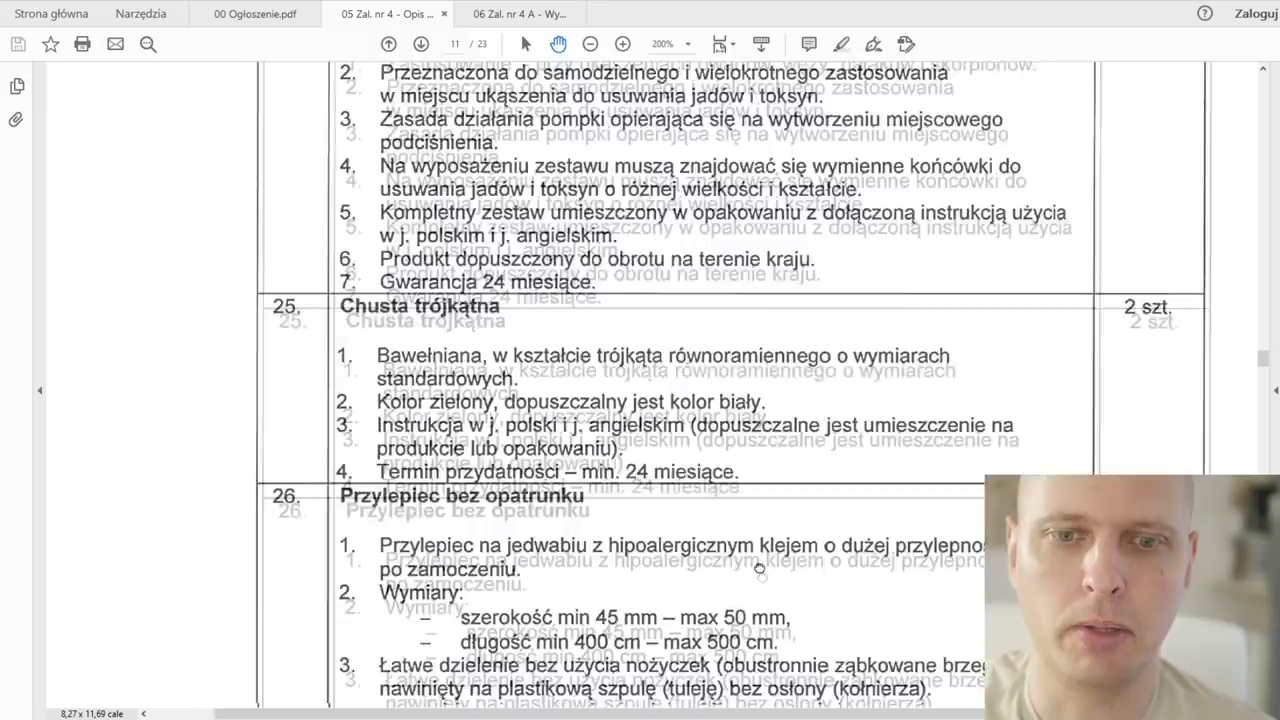 Strona główna Narzędzia 00 Ogłoszenie.pdf 05 Zal. nr 4 - Opis ... × 06 Zal. nr 4 A - Wy... Zaloguj
11 / 23 200%
2. Przeznaczona do samodzielnego i wielokrotnego zastosowania
w miejscu ukąszenia do usuwania jadów i toksyn.
3. Zasada działania pompki opierająca się na wytworzeniu miejscowego
podciśnienia.
4. Na wyposażeniu zestawu muszą znajdować się wymienne końcówki do
usuwania jadów i toksyn o różnej wielkości i kształcie.
5. Kompletny zestaw umieszczony w opakowaniu z dołączoną instrukcją użycia
w j. polskim i j. angielskim.
6. Produkt dopuszczony do obrotu na terenie kraju.
7. Gwarancja 24 miesiące.
25. Chusta trójkątna 2 szt.
1. Bawełniana, w kształcie trójkąta równoramiennego o wymiarach
standardowych.
2. Kolor zielony, dopuszczalny jest kolor biały.
3. Instrukcja w j. polski i j. angielskim (dopuszczalne jest umieszczenie na
produkcie lub opakowaniu).
4. Termin przydatności – min. 24 miesiące.
26. Przylepiec bez opatrunku
1. Przylepiec na jedwabiu z hipoalergicznym klejem o dużej
po zamoczeniu.
2. Wymiary:
– szerokość min 45 mm – max 50 mm,
– długość min 400 cm – max 500 cm.
3. Łatwe dzielenie bez użycia nożyczek (obustronnie ząbkowane
nawinięty na plastikową szpulę (tuleję) bez osłony (kołnierza).
8,27 x 11,69 cale